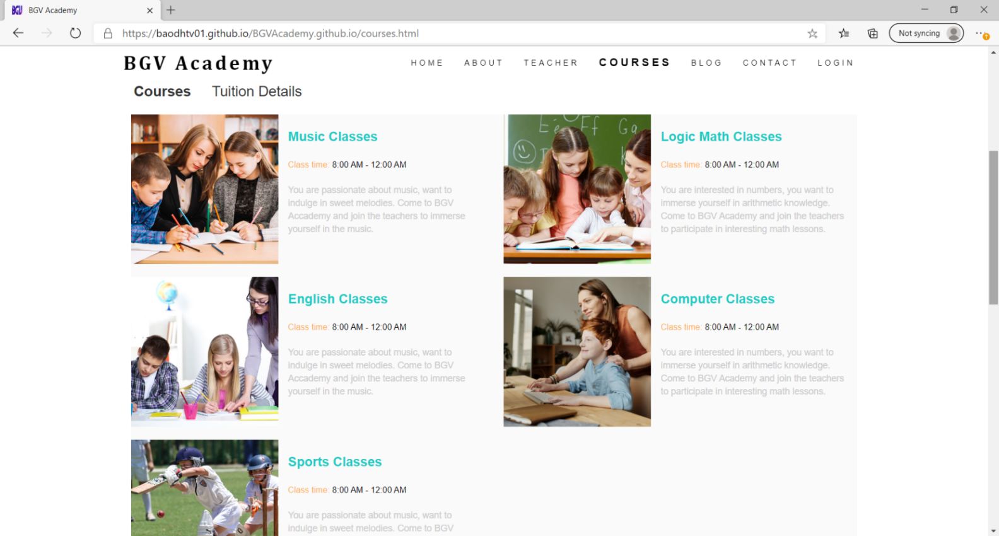 BGV Academy
https://baodhtv01.github.io/BGVAcademy.github.io/courses.html
Not syncing
BGV Academy
HOME ABOUT TEACHER COURSES BLOG CONTACT LOGIN
Courses Tuition Details
Music Classes
Class time: 8:00 AM - 12:00 AM
You are passionate about music, want to
indulge in sweet melodies. Come to BGV
Accademy and join the teachers to immerse
yourself in the music.
Ee Ff Ga
Logic Math Classes
Class time: 8:00 AM - 12:00 AM
You are interested in numbers, you want to
immerse yourself in arithmetic knowledge.
Come to BGV Academy and join the teachers
to participate in interesting math lessons.
English Classes
Class time: 8:00 AM - 12:00 AM
You are passionate about music, want to
indulge in sweet melodies. Come to BGV
Accademy and join the teachers to immerse
yourself in the music.
Computer Classes
Class time: 8:00 AM - 12:00 AM
You are interested in numbers, you want to
immerse yourself in arithmetic knowledge.
Come to BGV Academy and join the teachers
to participate in interesting math lessons.
Sports Classes
Class time: 8:00 AM - 12:00 AM
You are passionate about music, want to
indulge in sweet melodies. Come to BGV